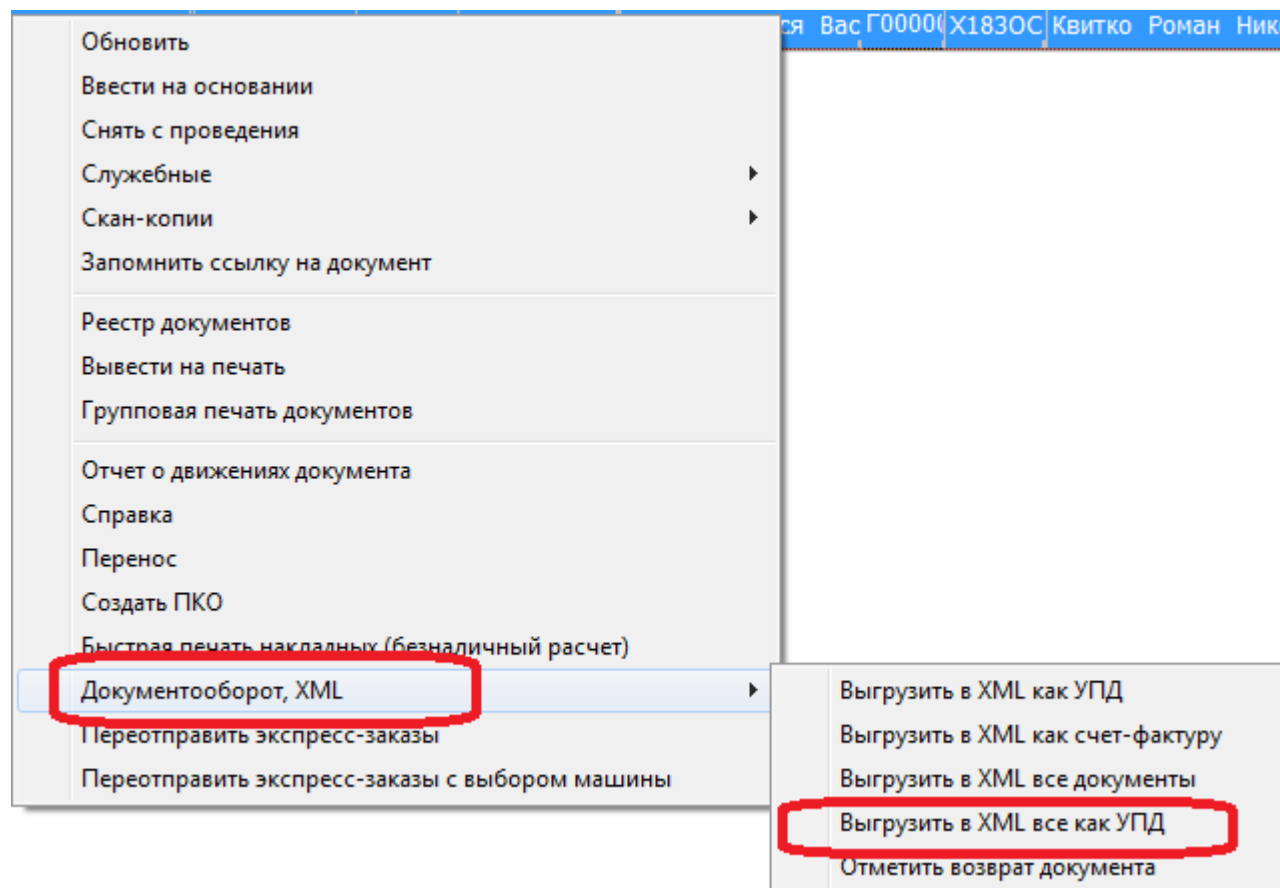 Вас Г0000 Х183ОС Квитко Роман
Обновить
Ввести на основании
Снять с проведения
Служебные
Скан-копии
Запомнить ссылку на документ
Реестр документов
Вывести на печать
Групповая печать документов
Отчет о движениях документа
Справка
Перенос
Создать ПКО
Быстрая печать накладных (безналичный расчет)
Документооборот, XML
Переотправить экспресс-заказы
Переотправить экспресс-заказы с выбором машины
Выгрузить в XML как УПД
Выгрузить в XML как счет-фактуру
Выгрузить в XML все документы
Выгрузить в XML все как УПД
Отметить возврат документа